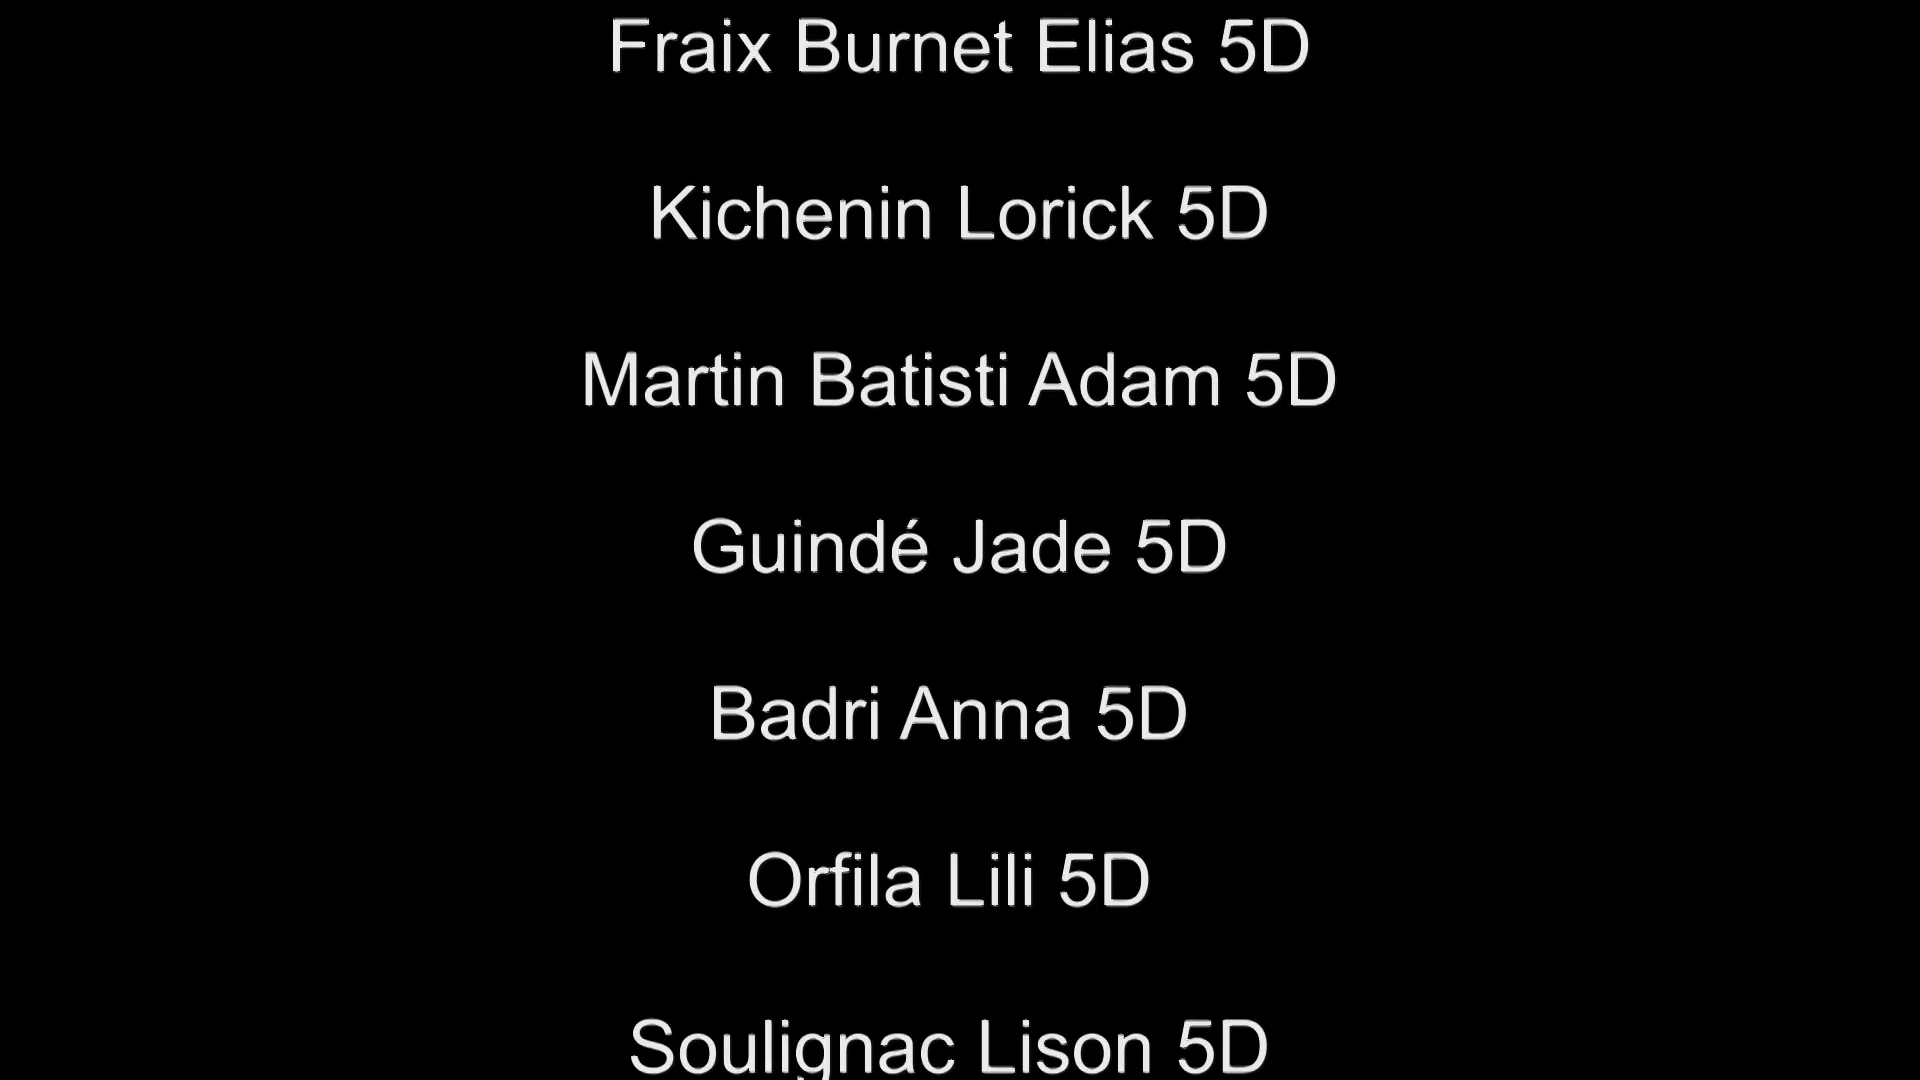 Fraix Burnet Elias 5D
Kichenin Lorick 5D
Martin Batisti Adam 5D
Guindé Jade 5D
Badri Anna 5D
Orfila Lili 5D
Soulignac Lison 5D